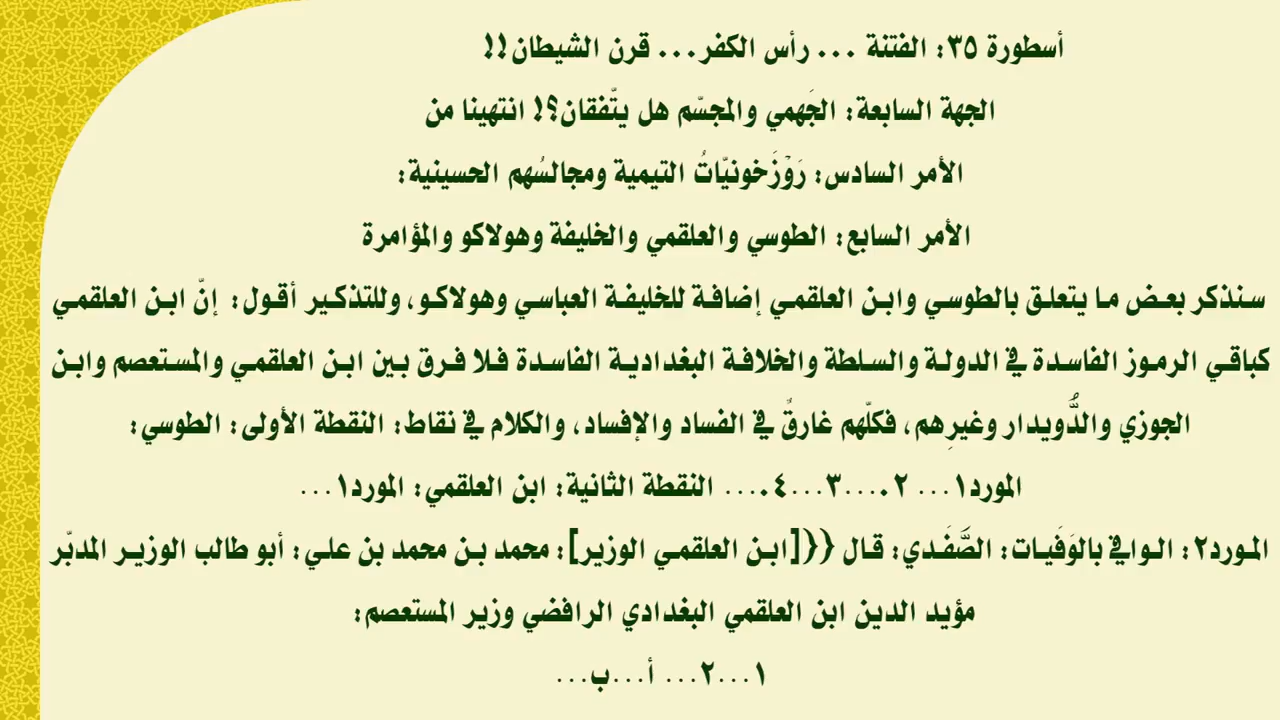 أسطورة ٣٥: الفتنة ... رأس الكفر... قرن الشيطان!!
الجهة السابعة: الجَهمي والمجسّم هل يتّفقان؟! انتهينا من
الأمر السادس: رَوْزَخونيّاتُ التيمية ومجالسُهم الحسينية:
الأمر السابع: الطوسي والعلقمي والخليفة وهولاكو والمؤامرة
سنذكر بعض ما يتعلق بالطوسي وابن العلقمي إضافة للخليفة العباسي وهولاكو، وللتذكير أقول: إنّ ابن العلقمي
كباقي الرموز الفاسدة في الدولة والسلطة والخلافة البغدادية الفاسدة فلا فرق بين ابن العلقمي والمستعصم وابن
الجوزي والدُّويدار وغيرِهم، فكلّهم غارقٌ في الفساد والإفساد، والكلام في نقاط: النقطة الأولى: الطوسي:
المورد١... ٢....٣...٤.... النقطة الثانية: ابن العلقمي: المورد١...
المورد٢: الوافي بالوَفَيات: الصَّفَدي: قال (([ابن العلقمي الوزير]: محمد بن محمد بن علي: أبو طالب الوزير المدبّر
مؤيد الدين ابن العلقمي البغدادي الرافضي وزير المستعصم:
١...٢... أ...ب...